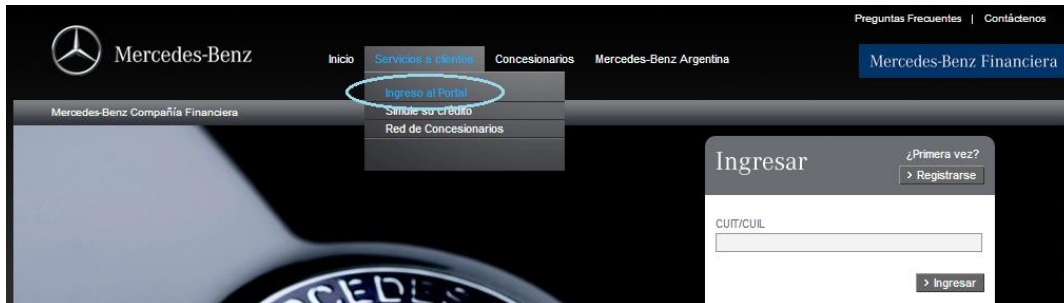 Preguntas Frecuentes | Contáctenos
Mercedes-Benz
Inicio
Servicios a clientes
Concesionarios
Mercedes-Benz Argentina
Mercedes-Benz Financiera
Ingreso al Portal
Simule su crédito
Red de Concesionarios
Mercedes-Benz Compañía Financiera
Ingresar
¿Primera vez?
> Registrarse
CUIT/CUIL
> Ingresar
MERCEDES